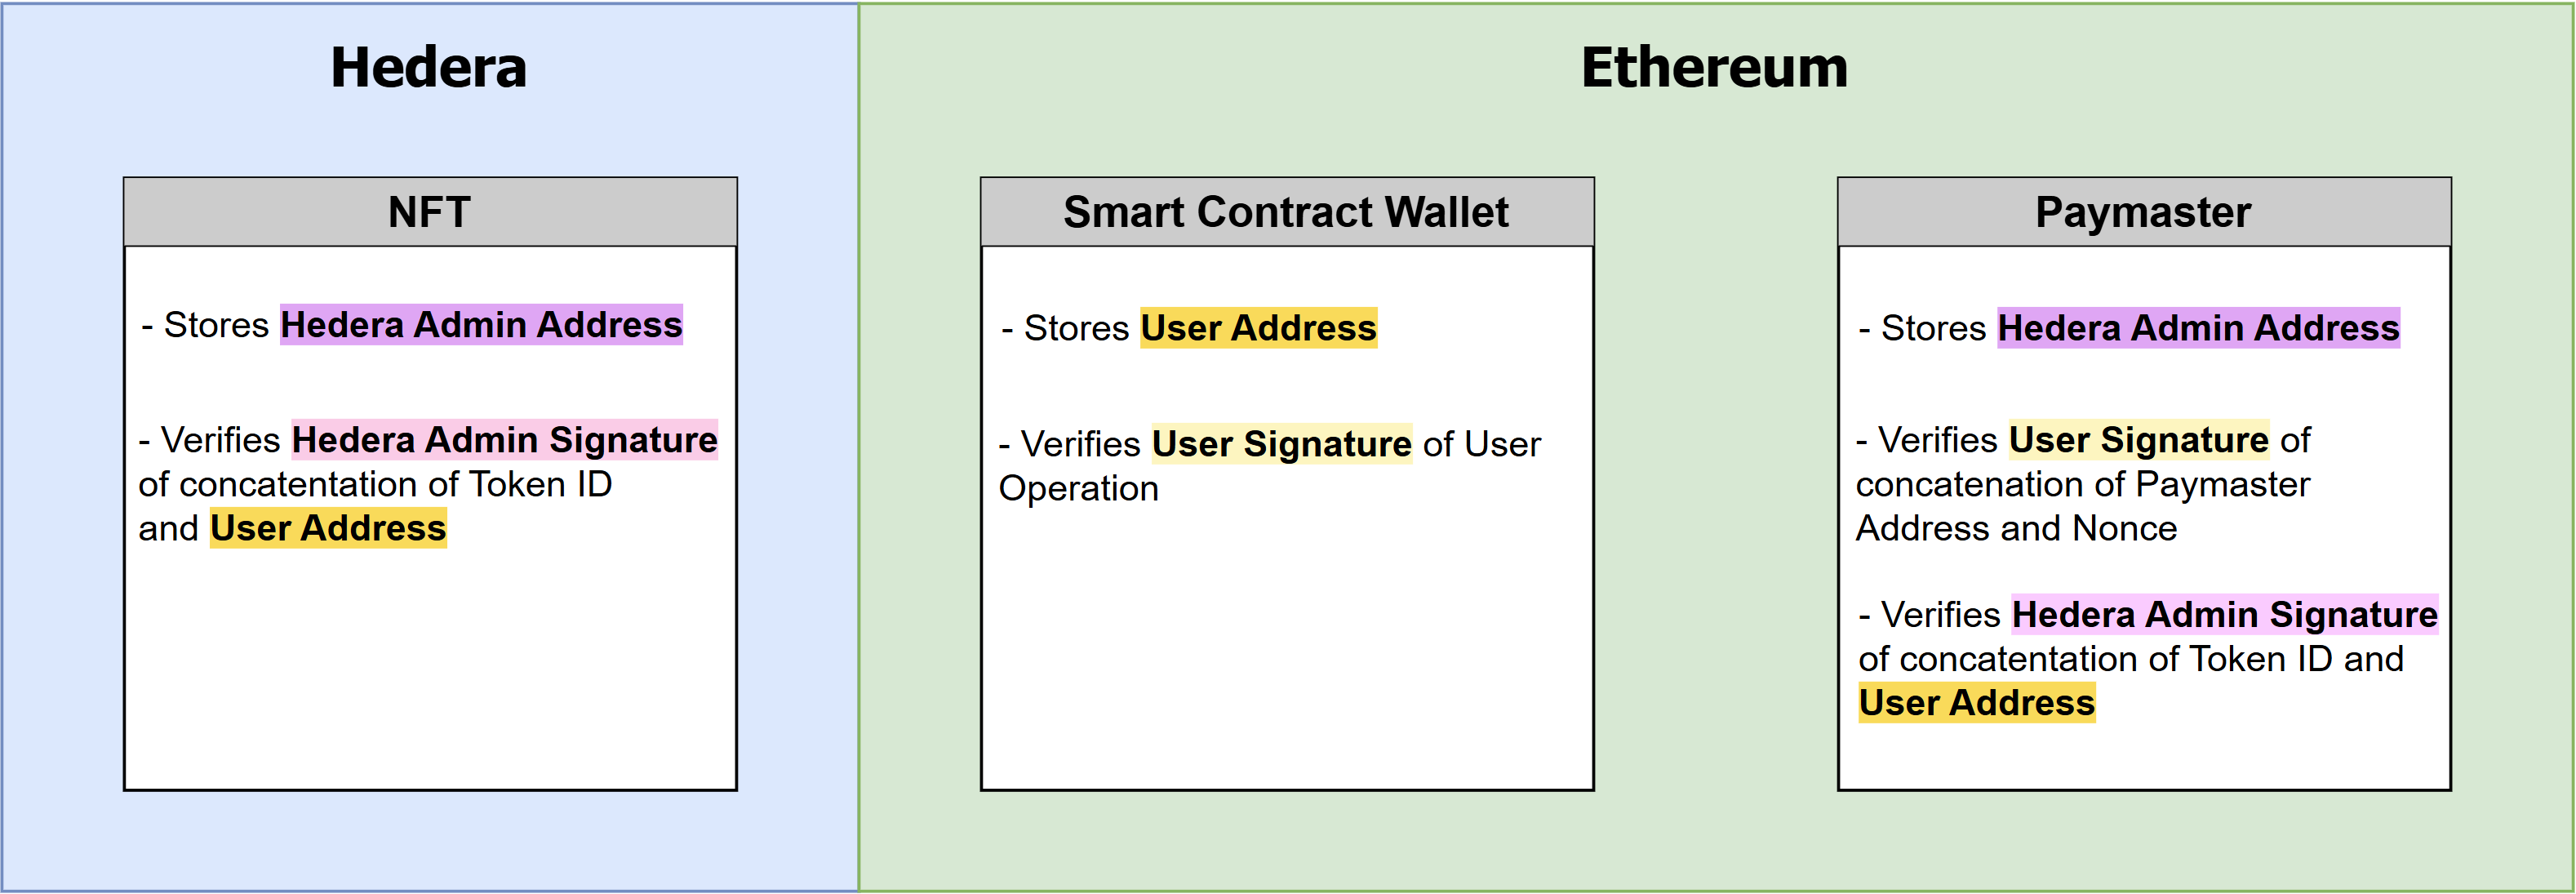 Hedera
Ethereum
NFT
- Stores Hedera Admin Address
- Verifies Hedera Admin Signature
of concatentation of Token ID
and User Address
Smart Contract Wallet
- Stores User Address
- Verifies User Signature of User
Operation
Paymaster
- Stores Hedera Admin Address
- Verifies User Signature of
concatenation of Paymaster
Address and Nonce
- Verifies Hedera Admin Signature
of concatentation of Token ID and
User Address